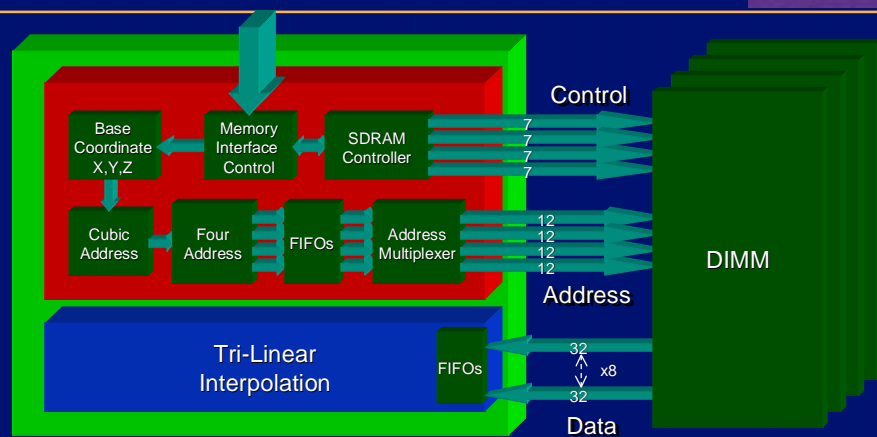 Control
Base
Coordinate
X,Y,Z
Memory
Interface
Control
SDRAM
Controller
7
7
7
7
Cubic
Address
Four
Address
FIFOs
Address
Multiplexer
12
12
12
12
DIMM
Address
Tri-Linear
Interpolation
FIFOs
32
x8
32
Data